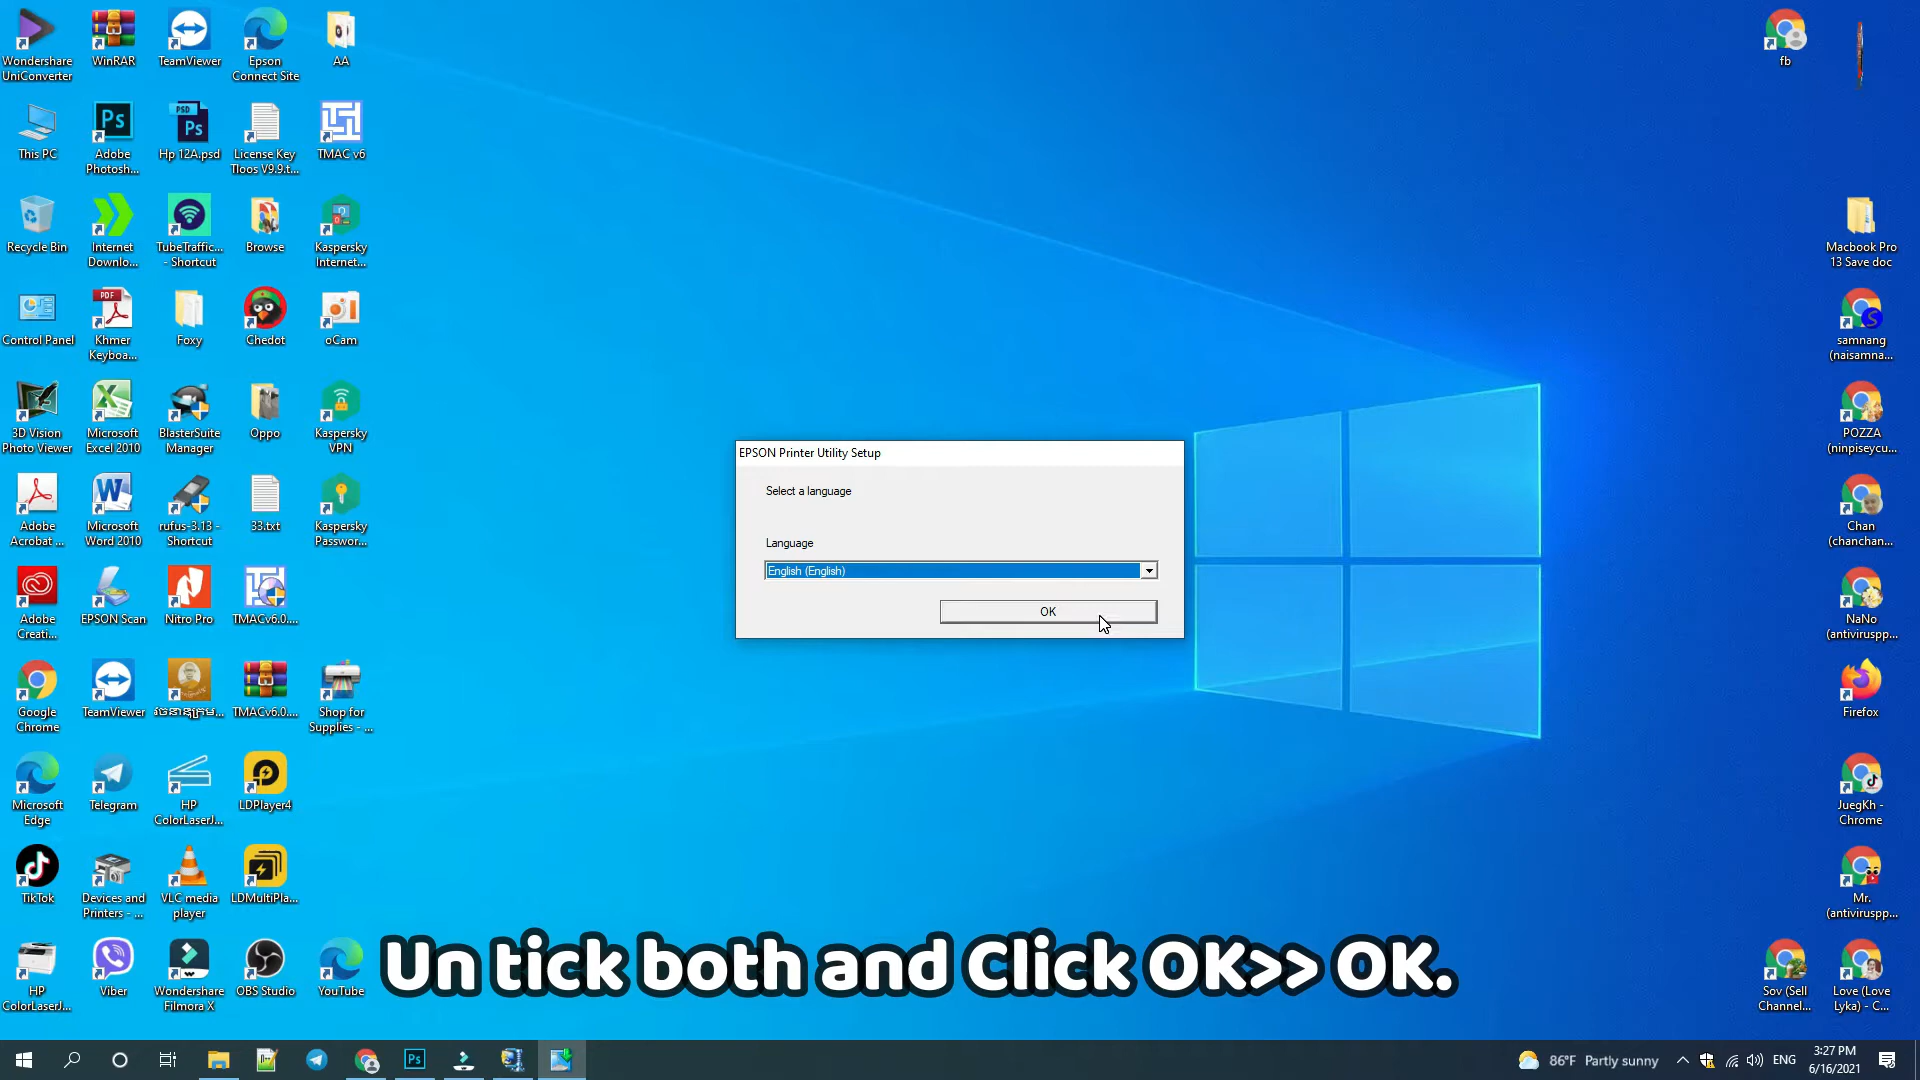 Wondershare
UniConverter
WinRAR
TeamViewer
Epson
Connect Site
AA
fb
This PC
Adobe
Photosh...
Hp 12A.psd
License Key
Tloos V9.9.t...
TMAC v6
Recycle Bin
Internet
Downlo...
TubeTraffic...
- Shortcut
Browse
Kaspersky
Internet...
Macbook Pro
13 Save doc
Control Panel
Khmer
Keyboa...
Foxy
Chedot
oCam
samnang
(naisamna...
3D Vision
Photo Viewer
Microsoft
Excel 2010
BlasterSuite
Manager
Oppo
Kaspersky
VPN
POZZA
(ninpiseycu...
EPSON Printer Utility Setup
Select a language
Language
English (English)
OK
Adobe
Acrobat ...
Microsoft
Word 2010
rufus-3.13 -
Shortcut
33.txt
Kaspersky
Passwor...
Chan
(chanchan...
Adobe
Creati...
EPSON Scan
Nitro Pro
TMACv6.0....
NaNo
(antiviruspp...
Google
Chrome
TeamViewer
TMACv6.0....
Shop for
Supplies - ...
Firefox
Microsoft
Edge
Telegram
HP
ColorLaserJ...
LDPlayer4
JuegKh -
Chrome
TikTok
Devices and
Printers - ...
VLC media
player
LDMultiPla...
Mr.
(antiviruspp...
HP
ColorLaserJ...
Viber
Wondershare
Filmora X
OBS Studio
YouTube
Un tick both and Click OK>> OK.
Sov (Sell
Channel...
Love (Love
Lyka) - C...
86°F Partly sunny
ENG
3:27 PM
6/16/2021